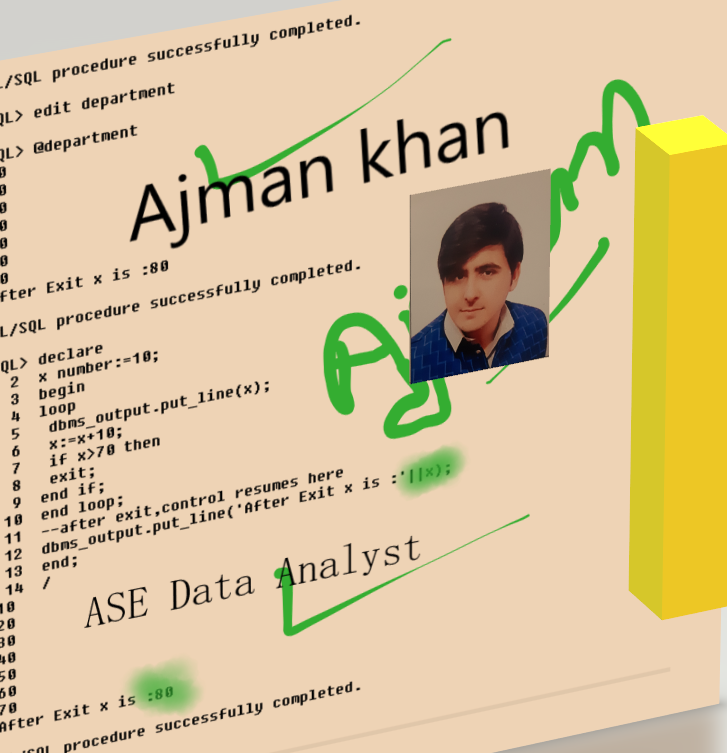 L/SQL procedure successfully completed.
QL> edit department
QL> @department
0
0
0
0
0
0
0
Ajman khan
fter Exit x is :80
L/SQL procedure successfully completed.
QL> declare
2 x number:=10;
3 begin
4 loop
5 dbms_output.put_line(x);
6 x:=x+10;
7 if x>70 then
8 exit;
9 end if;
10 end loop;
11 --after exit,control resumes here
12 dbms_output.put_line('After Exit x is :'||x);
13 end;
14 /
10
20
30
40
50
60
70
ASE Data Analyst
After Exit x is :80
/SQL procedure successfully completed.